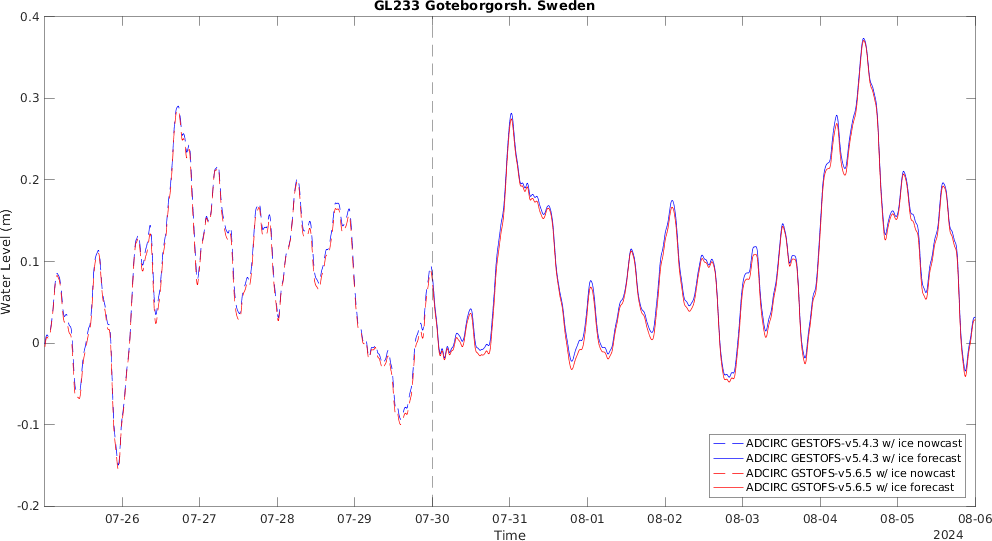 GL233 Goteborgorsh. Sweden
0.4
0.3
0.2
0.1
0
-0.1
-0.2
Water Level (m)
ADCIRC GESTOFS-v5.4.3 w/ ice nowcast
ADCIRC GESTOFS-v5.4.3 w/ ice forecast
ADCIRC GSTOFS-v5.6.5 w/ ice nowcast
ADCIRC GSTOFS-v5.6.5 w/ ice forecast
07-26 07-27 07-28 07-29 07-30 07-31 08-01 08-02 08-03 08-04 08-05 08-06
Time
2024